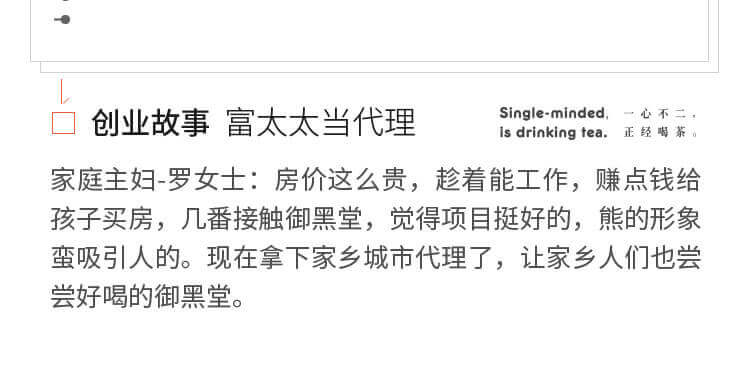 创业故事 富太太当代理
Single-minded, 一心不二,
is drinking tea. 正经喝茶。
家庭主妇-罗女士：房价这么贵，趁着能工作，赚点钱给
孩子买房，几番接触御黑堂，觉得项目挺好的，熊的形象
蛮吸引人的。现在拿下家乡城市代理了，让家乡人们也尝
尝好喝的御黑堂。